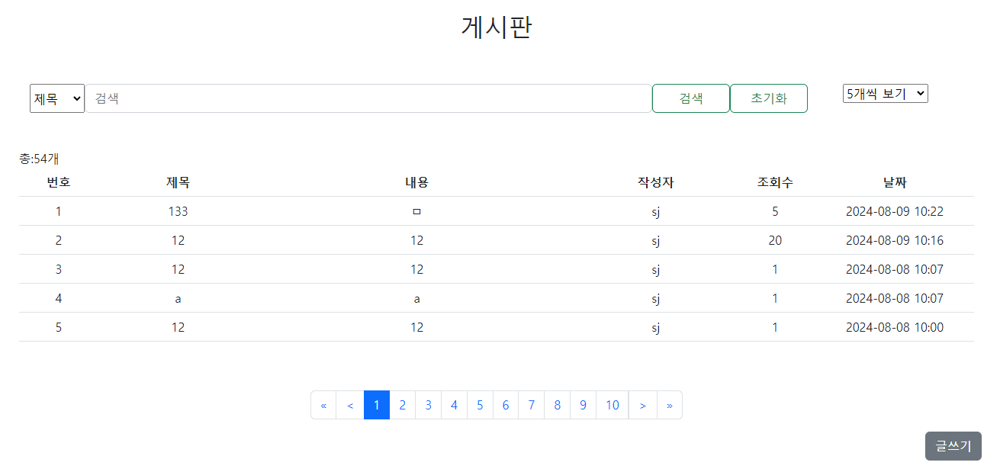 게시판
제목 검색 검색 초기화 5개씩 보기
총:54개
번호 제목 내용 작성자 조회수 날짜
1 133 ㅁ sj 5 2024-08-09 10:22
2 12 12 sj 20 2024-08-09 10:16
3 12 12 sj 1 2024-08-08 10:07
4 a a sj 1 2024-08-08 10:07
5 12 12 sj 1 2024-08-08 10:00
« < 1 2 3 4 5 6 7 8 9 10 > »
글쓰기